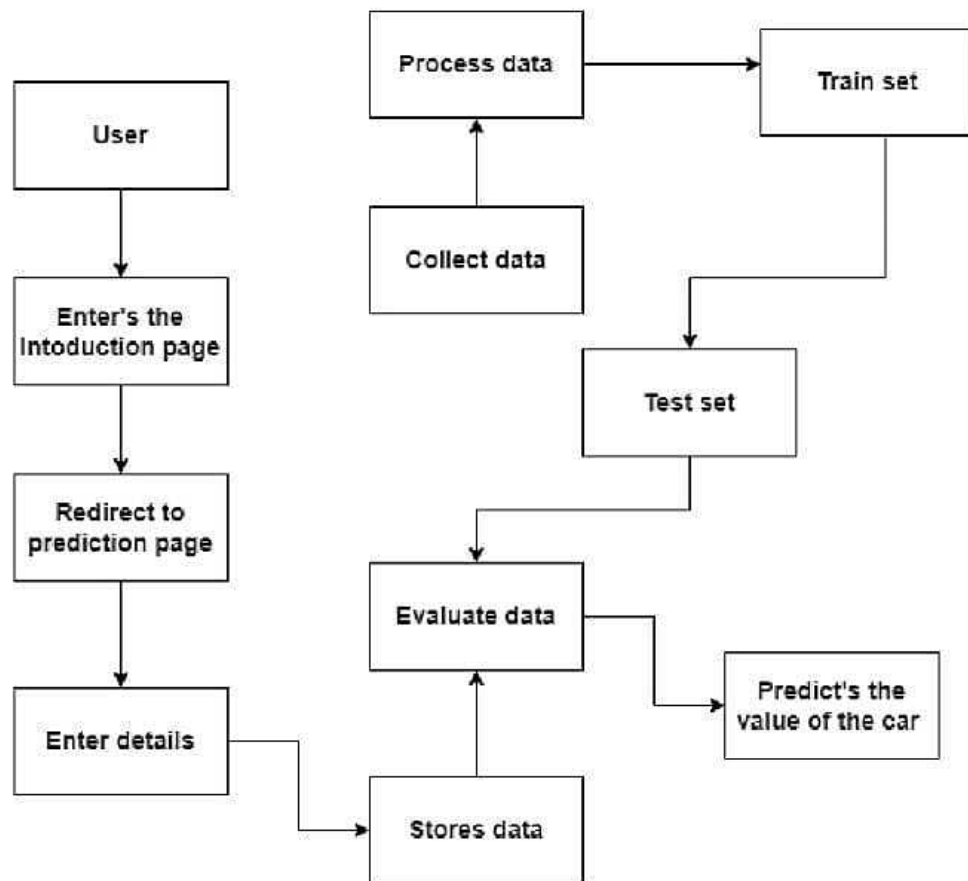 User
Enter's the
Intoduction page
Redirect to
prediction page
Enter details
Process data
Collect data
Train set
Test set
Evaluate data
Stores data
Predict's the
value of the car